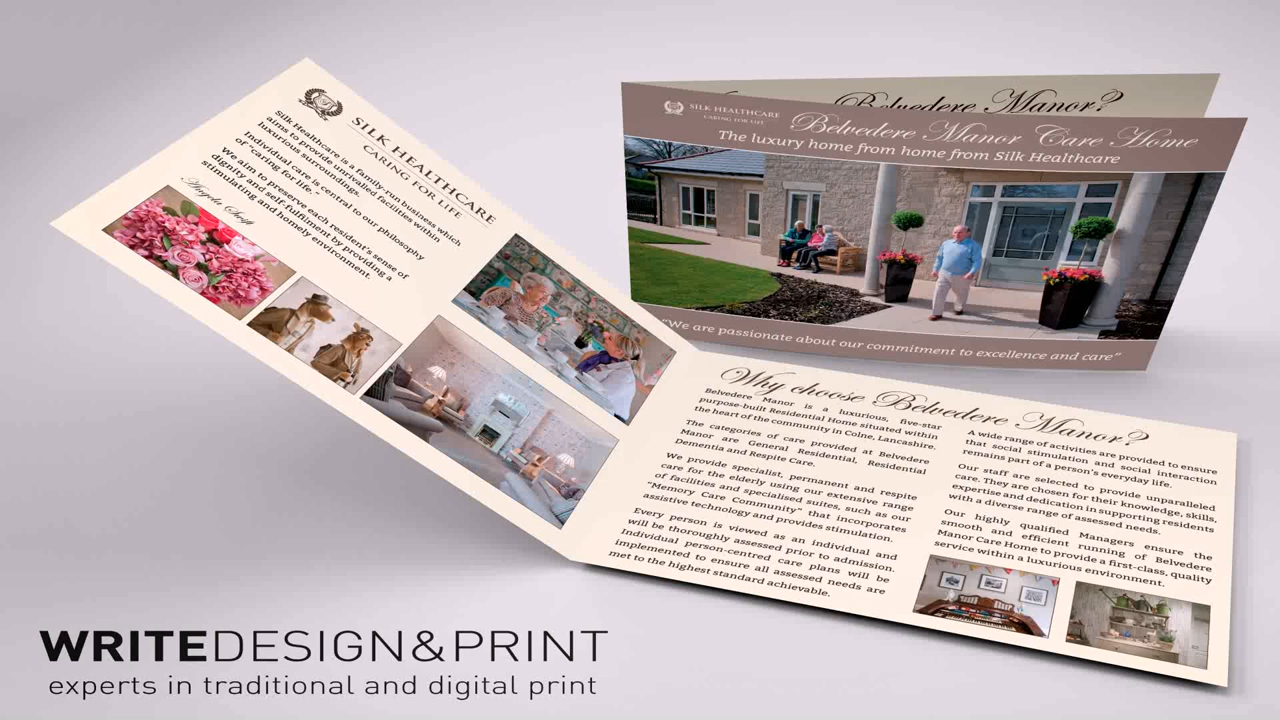 SILK HEALTHCARE
CARING FOR LIFE
Silk Healthcare is a family-run business which
aims to provide unrivalled facilities within
luxurious surroundings.
Individual care is central to our philosophy
of "caring for life".
We aim to preserve each resident's sense of
dignity and self-fulfilment by providing a
stimulating and homely environment.
Angela Swift
Belvedere Manor?
SILK HEALTHCARE
CARING FOR LIFE
Belvedere Manor Care Home
The luxury home from home from Silk Healthcare
"We are passionate about our commitment to excellence and care"
Why choose Belvedere Manor?
Belvedere Manor is a luxurious, five-star
purpose-built Residential Home situated within
the heart of the community in Colne, Lancashire.
The categories of care provided at Belvedere
Manor are General Residential, Residential
Dementia and Respite Care.
We provide specialist, permanent and respite
care for the elderly using our extensive range
of facilities and specialised suites, such as our
"Memory Care Community" that incorporates
assistive technology and provides stimulation.
Every person is viewed as an individual and
will be thoroughly assessed prior to admission.
Individual person-centred care plans will be
implemented to ensure all assessed needs are
met to the highest standard achievable.
A wide range of activities are provided to ensure
that social stimulation and social interaction
remains part of a person's everyday life.
Our staff are selected to provide unparalleled
care. They are chosen for their knowledge, skills,
expertise and dedication in supporting residents
with a diverse range of assessed needs.
Our highly qualified Managers ensure the
smooth and efficient running of Belvedere
Manor Care Home to provide a first-class, quality
service within a luxurious environment.
WRITEDESIGN&PRINT
experts in traditional and digital print